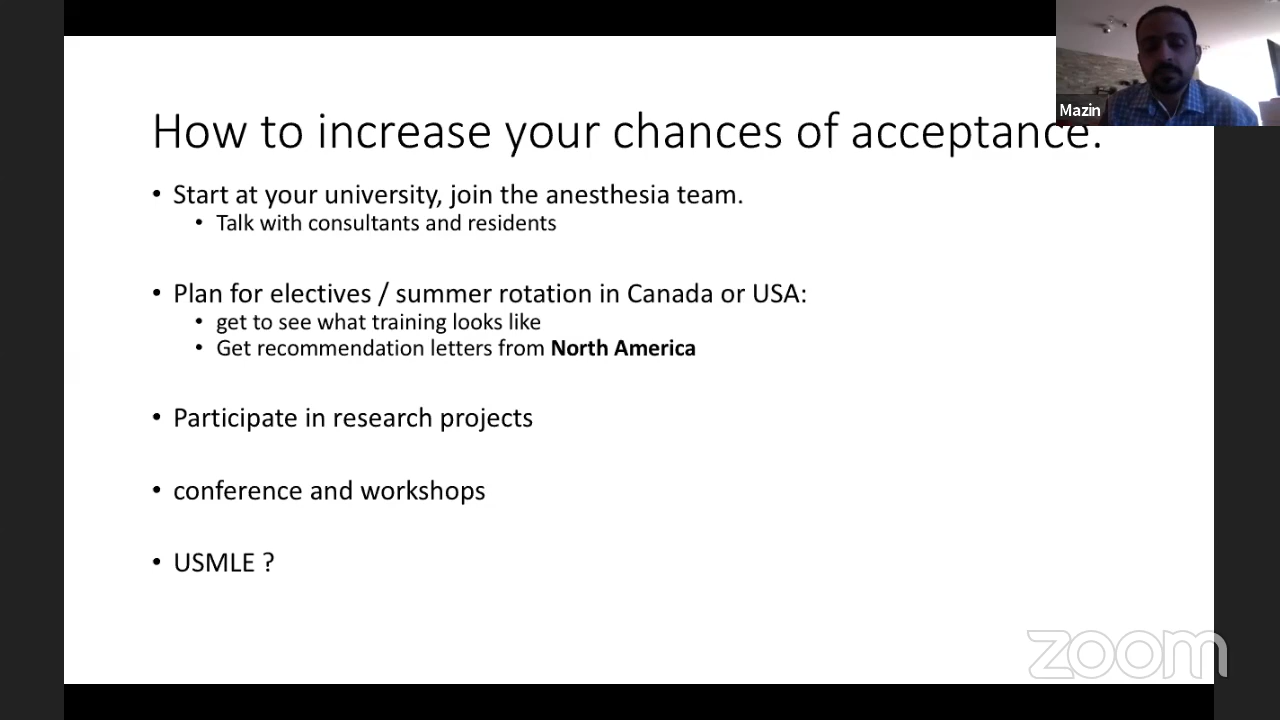 Mazin
How to increase your chances of acceptance.
• Start at your university, join the anesthesia team.
• Talk with consultants and residents
• Plan for electives / summer rotation in Canada or USA:
• get to see what training looks like
• Get recommendation letters from North America
• Participate in research projects
• conference and workshops
• USMLE ?
zoom